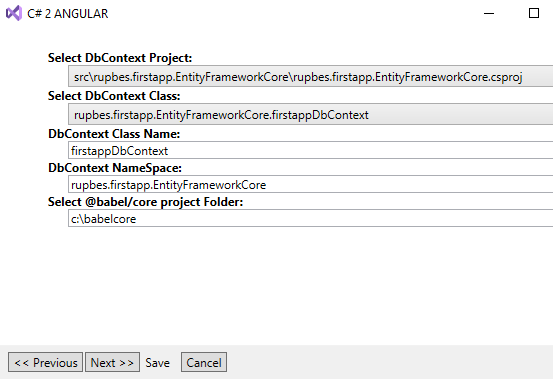 C# 2 ANGULAR
Select DbContext Project:
src\rupbes.firstapp.EntityFrameworkCore\rupbes.firstapp.EntityFrameworkCore.csproj
Select DbContext Class:
rupbes.firstapp.EntityFrameworkCore.firstappDbContext
DbContext Class Name:
firstappDbContext
DbContext NameSpace:
rupbes.firstapp.EntityFrameworkCore
Select @babel/core project Folder:
c:\babelcore
<< Previous Next >> Save Cancel